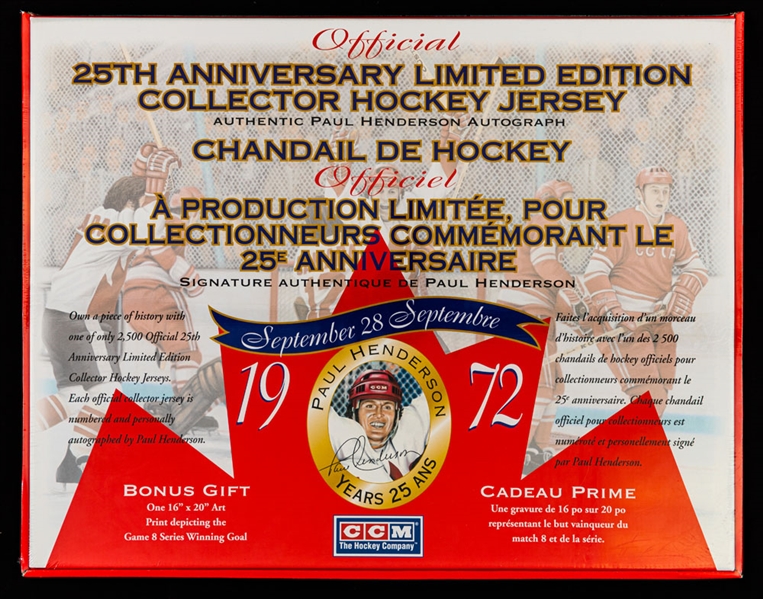 Official
25TH ANNIVERSARY LIMITED EDITION
COLLECTOR HOCKEY JERSEY
AUTHENTIC PAUL HENDERSON AUTOGRAPH
CHANDAIL DE HOCKEY
Officiel
À PRODUCTION LIMITÉE, POUR
COLLECTIONNEURS COMMÉMORANT LE
25E ANNIVERSAIRE
SIGNATURE AUTHENTIQUE DE PAUL HENDERSON
September 28 Septembre
19 72
Own a piece of history with
one of only 2,500 Official 25th
Anniversary Limited Edition
Collector Hockey Jerseys.
Each official collector jersey is
numbered and personally
autographed by Paul Henderson.
Faites l'acquisition d'un morceau
d'histoire avec l'un des 2 500
chandails de hockey officiels pour
collectionneurs commémorant le
25e anniversaire. Chaque chandail
officiel pour collectionneurs est
numéroté et personnellement signé
par Paul Henderson.
PAUL HENDERSON
CCM
Paul Henderson
YEARS 25 ANS
BONUS GIFT
One 16" x 20" Art
Print depicting the
Game 8 Series Winning Goal
CADEAU PRIME
Une gravure de 16 po sur 20 po
représentant le but vainqueur du
match 8 et de la série.
CCM
The Hockey Company
CCCP